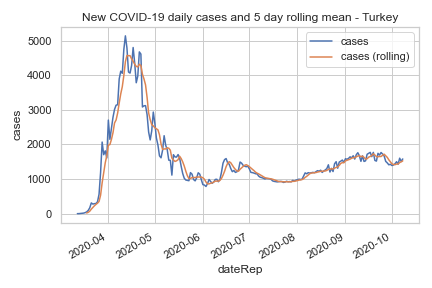 New COVID-19 daily cases and 5 day rolling mean - Turkey
cases
cases (rolling)
cases
5000
4000
3000
2000
1000
0
2020-04
2020-05
2020-06
2020-07
2020-08
2020-09
2020-10
dateRep